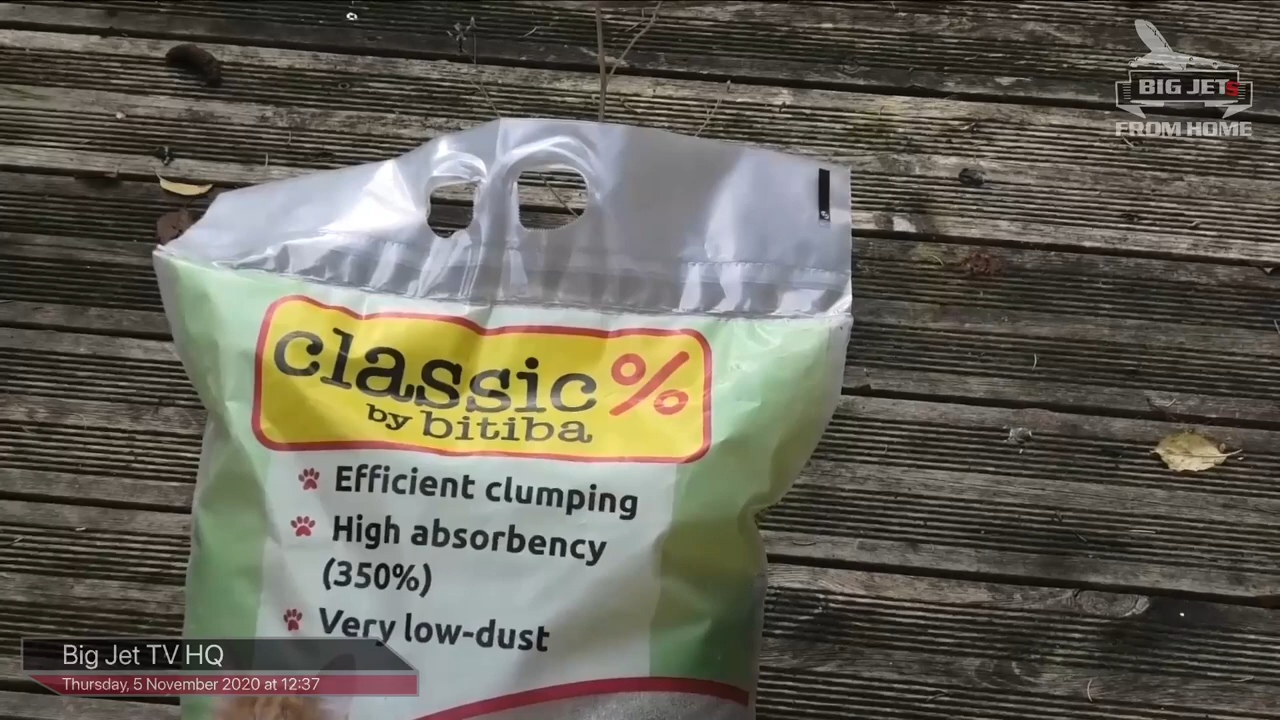 BIG JETS
FROM HOME
classic %
by bitiba
Efficient clumping
High absorbency
(350%)
Very low-dust
Big Jet TV HQ
Thursday, 5 November 2020 at 12:37